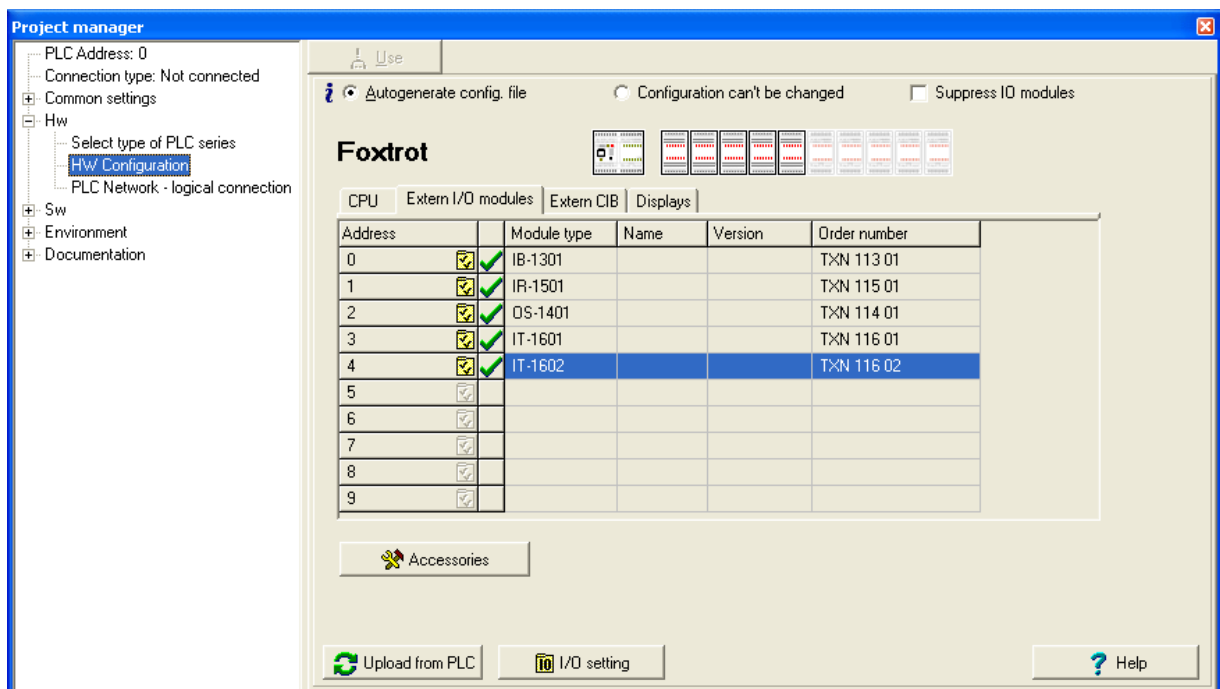 Project manager
PLC Address: 0
Connection type: Not connected
Common settings
Hw
Select type of PLC series
HW Configuration
PLC Network - logical connection
Sw
Environment
Documentation
Use
Autogenerate config. file Configuration can't be changed Suppress IO modules
Foxtrot
CPU Extern I/O modules Extern CIB Displays
Address Module type Name Version Order number
0 IB-1301 TXN 113 01
1 IR-1501 TXN 115 01
2 OS-1401 TXN 114 01
3 IT-1601 TXN 116 01
4 IT-1602 TXN 116 02
5
6
7
8
9
Accessories
Upload from PLC I/O setting Help